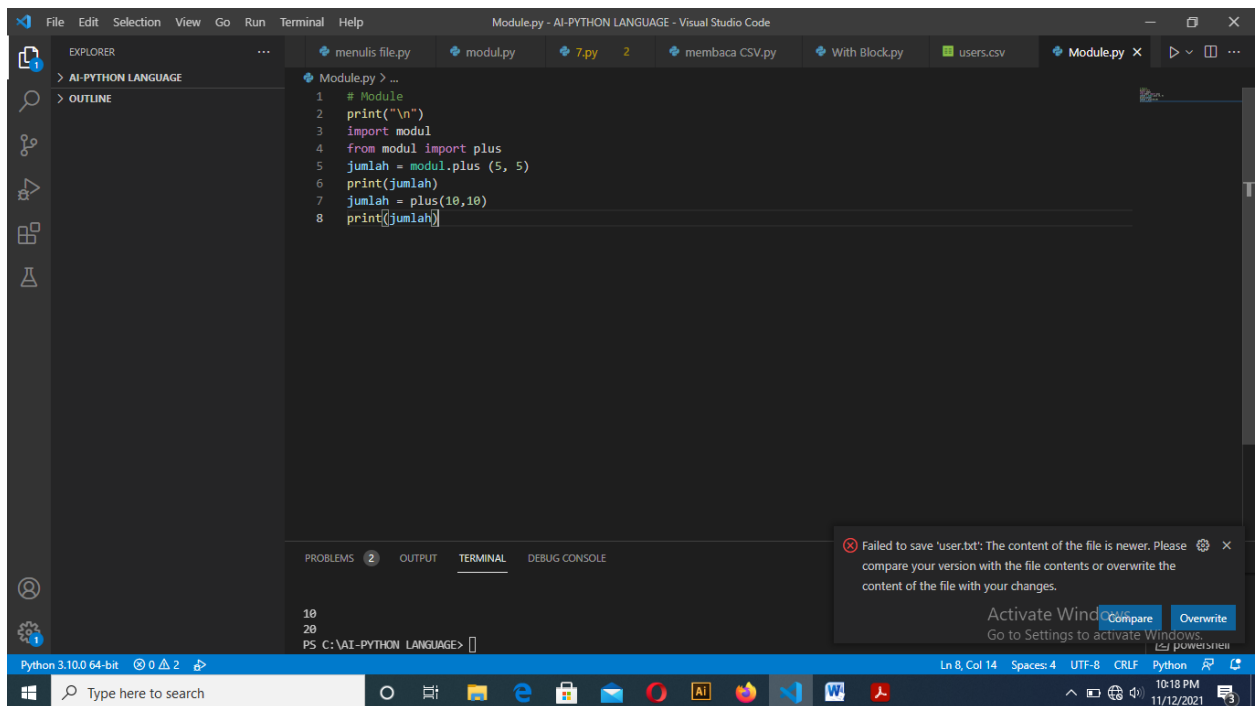 File Edit Selection View Go Run Terminal Help
Module.py - AI-PYTHON LANGUAGE - Visual Studio Code
EXPLORER
menulis file.py
modul.py
7.py 2
membaca CSV.py
With Block.py
users.csv
Module.py
AI-PYTHON LANGUAGE
OUTLINE
Module.py > ...
1 # Module
2 print("\n")
3 import modul
4 from modul import plus
5 jumlah = modul.plus (5, 5)
6 print(jumlah)
7 jumlah = plus(10,10)
8 print(jumlah)
PROBLEMS 2 OUTPUT TERMINAL DEBUG CONSOLE
10
20
PS C:\AI-PYTHON LANGUAGE>
Failed to save 'user.txt': The content of the file is newer. Please
compare your version with the file contents or overwrite the
content of the file with your changes.
Compare Overwrite
Activate Windows
Go to Settings to activate Windows.
powershell
Python 3.10.0 64-bit 0 2
Ln 8, Col 14 Spaces: 4 UTF-8 CRLF Python
1
1
Type here to search
Ai
W
10:18 PM
11/12/2021
3